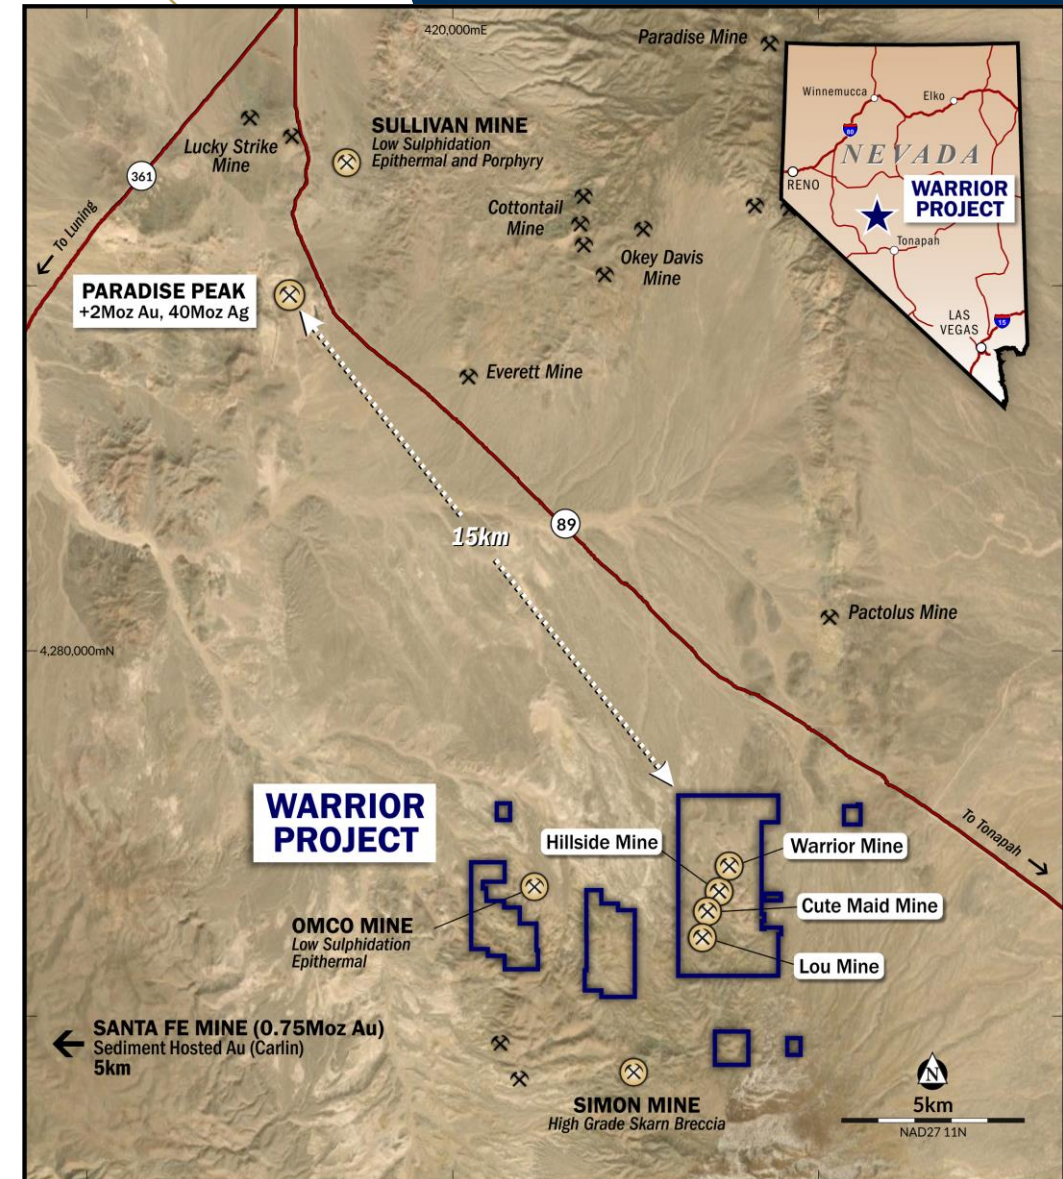 420,000mE
Paradise Mine
Lucky Strike
Mine
SULLIVAN MINE
Low Sulphidation
Epithermal and Porphyry
361
To Luning
Cottontail
Mine
Okey Davis
Mine
PARADISE PEAK
+2Moz Au, 40Moz Ag
Everett Mine
Winnemucca
Elko
80
NEVADA
RENO
WARRIOR
PROJECT
Tonapah
LAS
VEGAS
15
15km
89
Pactolus Mine
4,280,000mN
To Tonapah
WARRIOR
PROJECT
Hillside Mine
Warrior Mine
Cute Maid Mine
Lou Mine
OMCO MINE
Low Sulphidation
Epithermal
SANTA FE MINE (0.75Moz Au)
Sediment Hosted Au (Carlin)
5km
SIMON MINE
High Grade Skarn Breccia
N
5km
NAD27 11N